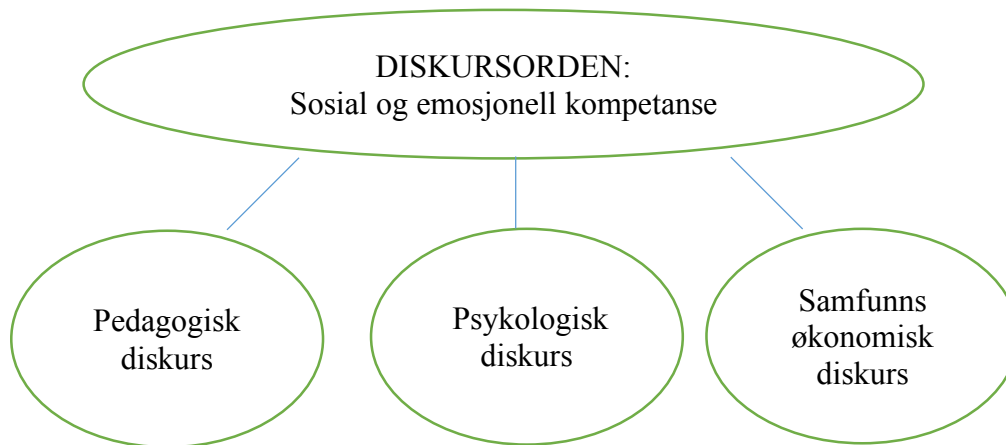 DISKURSORDEN:
Sosial og emosjonell kompetanse
Pedagogisk
diskurs
Psykologisk
diskurs
Samfunns
økonomisk
diskurs